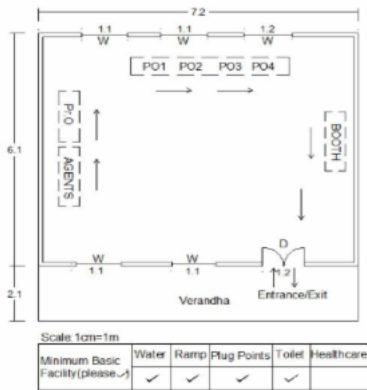 7.2
1.1 1.1 1.2
W W W
PO1 PO2 PO3 PO4
Pr.O
AGENTS
BOOTH
6.1
W W D
1.1 1.1 1.2
2.1
Verandha
Entrance/Exit
Scale:1cm=1m
Minimum Basic Facility(please ✓) Water Ramp Plug Points Toilet Healthcare
✓ ✓ ✓ ✓